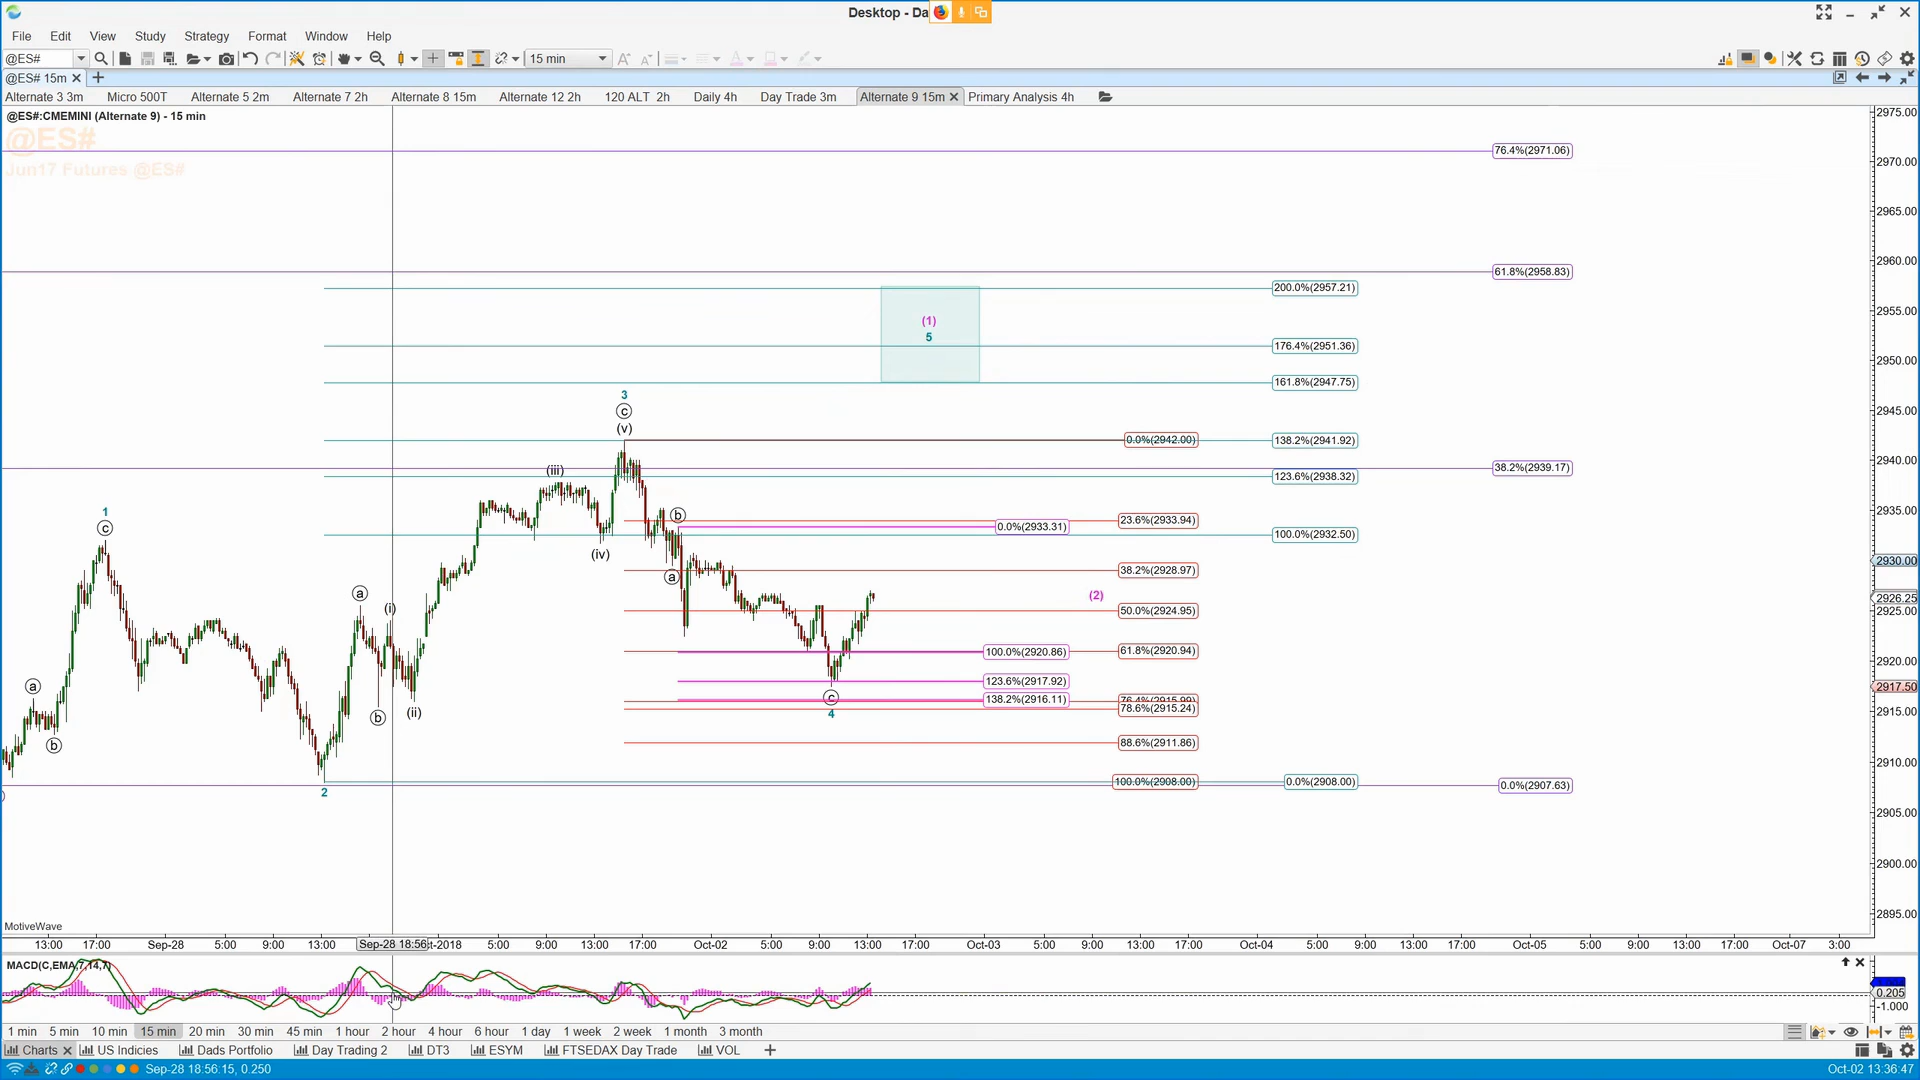 Desktop - Da
File Edit View Study Strategy Format Window Help
@ES# 15 min
@ES# 15m
Alternate 3 3m Micro 500T Alternate 5 2m Alternate 7 2h Alternate 8 15m Alternate 12 2h 120 ALT 2h Daily 4h Day Trade 3m Alternate 9 15m Primary Analysis 4h
@ES#:CMEMINI (Alternate 9) - 15 min
@ES#
Jun17 Futures @ES#
2975.00
76.4%(2971.06)
2970.00
2965.00
2960.00
61.8%(2958.83)
200.0%(2957.21)
2955.00
(1)
5
176.4%(2951.36)
2950.00
161.8%(2947.75)
3
c
2945.00
(v)
0.0%(2942.00) 138.2%(2941.92)
2940.00
(iii)
38.2%(2939.17)
123.6%(2938.32)
2935.00
1
c
b
23.6%(2933.94)
0.0%(2933.31)
100.0%(2932.50)
(iv)
2930.00
38.2%(2928.97)
a
a
(2)
2926.25
(i)
50.0%(2924.95)
2925.00
100.0%(2920.86) 61.8%(2920.94)
2920.00
123.6%(2917.92)
a
2917.50
c
138.2%(2916.11) 76.4%(2915.99)
78.6%(2915.24)
2915.00
(ii)
4
b
b
88.6%(2911.86)
2910.00
100.0%(2908.00) 0.0%(2908.00)
0.0%(2907.63)
2
2905.00
2900.00
2895.00
MotiveWave
13:00 17:00 Sep-28 5:00 9:00 13:00 Sep-28 18:56 t-2018 5:00 9:00 13:00 17:00 Oct-02 5:00 9:00 13:00 17:00 Oct-03 5:00 9:00 13:00 17:00 Oct-04 5:00 9:00 13:00 17:00 Oct-05 5:00 9:00 13:00 17:00 Oct-07 3:00
MACD(C,EMA,7,14,7)
0.205
-1.000
1 min 5 min 10 min 15 min 20 min 30 min 45 min 1 hour 2 hour 4 hour 6 hour 1 day 1 week 2 week 1 month 3 month
Charts US Indicies Dads Portfolio Day Trading 2 DT3 ESYM FTSEDAX Day Trade VOL
Sep-28 18:56:15, 0.250 Oct-02 13:36:47